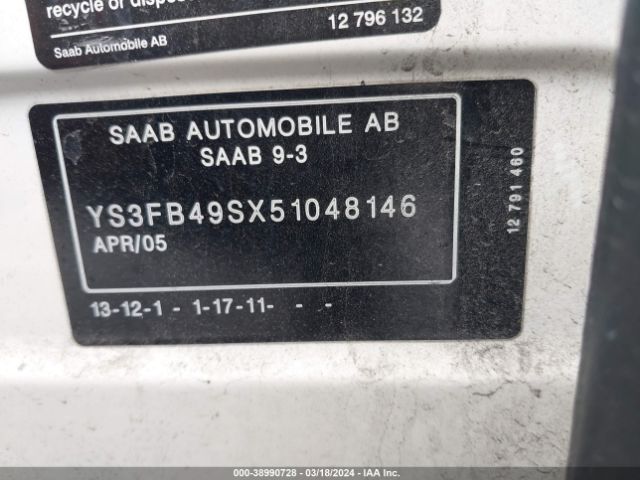 recycle or
12 796 132
Saab Automobile AB
SAAB AUTOMOBILE AB
SAAB 9-3
YS3FB49SX51048146
APR/05
13-12-1 - 1-17-11- - -
12 791 460
000-38990728 - 03/18/2024 - IAA Inc.